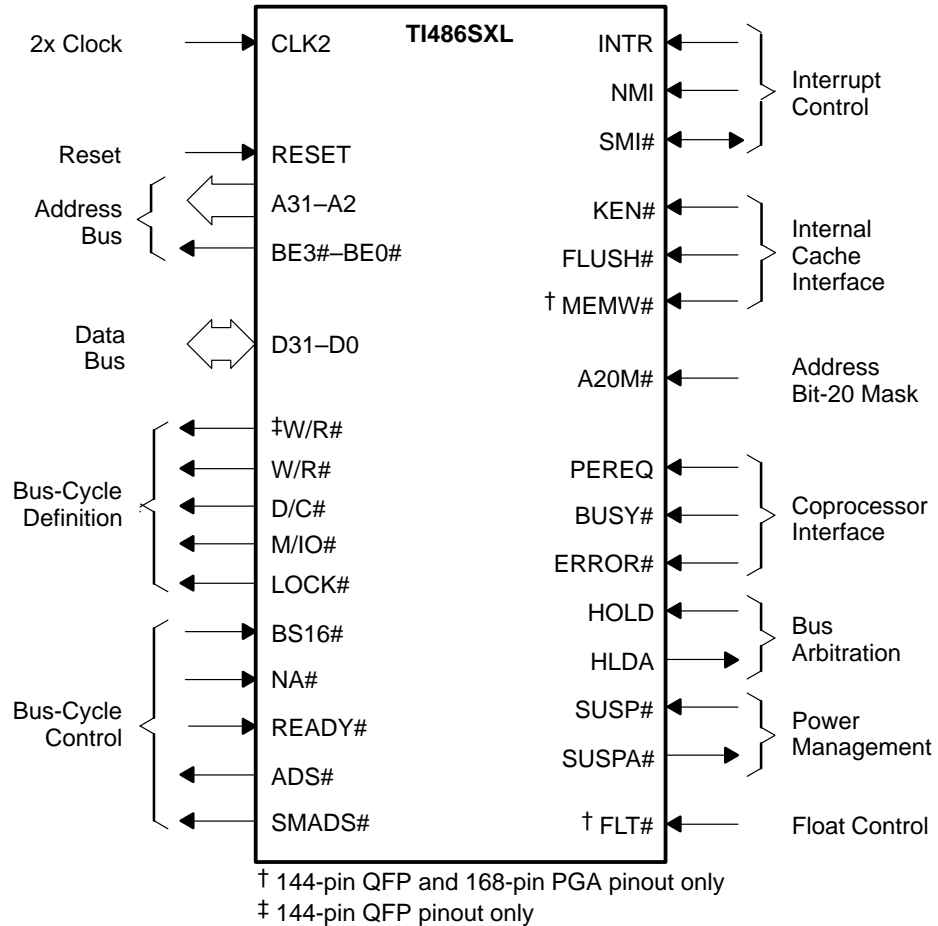 TI486SXL
2x Clock
CLK2
Reset
RESET
Address
Bus
A31–A2
BE3#–BE0#
Data
Bus
D31–D0
Bus-Cycle
Definition
‡W/R#
W/R#
D/C#
M/IO#
LOCK#
Bus-Cycle
Control
BS16#
NA#
READY#
ADS#
SMADS#
INTR
NMI
SMI#
Interrupt
Control
KEN#
FLUSH#
† MEMW#
Internal
Cache
Interface
A20M#
Address
Bit-20 Mask
PEREQ
BUSY#
ERROR#
Coprocessor
Interface
HOLD
HLDA
Bus
Arbitration
SUSP#
SUSPA#
Power
Management
† FLT#
Float Control
† 144-pin QFP and 168-pin PGA pinout only
‡ 144-pin QFP pinout only